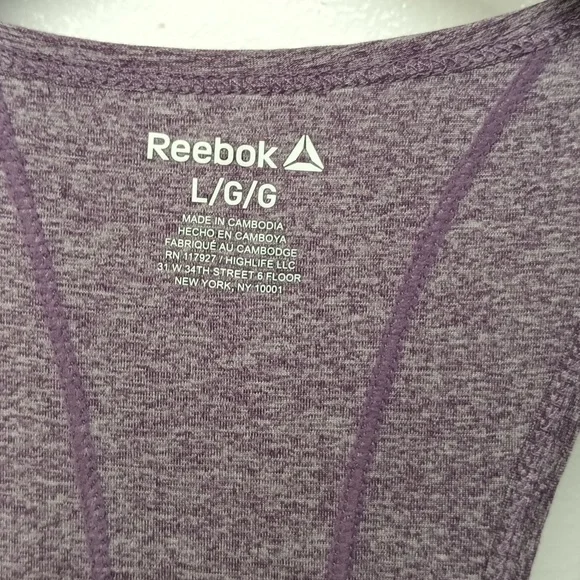 Reebok
L/G/G
MADE IN CAMBODIA
HECHO EN CAMBOYA
FABRIQUÉ AU CAMBODGE
RN 117927 / HIGHLIFE LLC
31 W 34TH STREET 6 FLOOR
NEW YORK, NY 10001